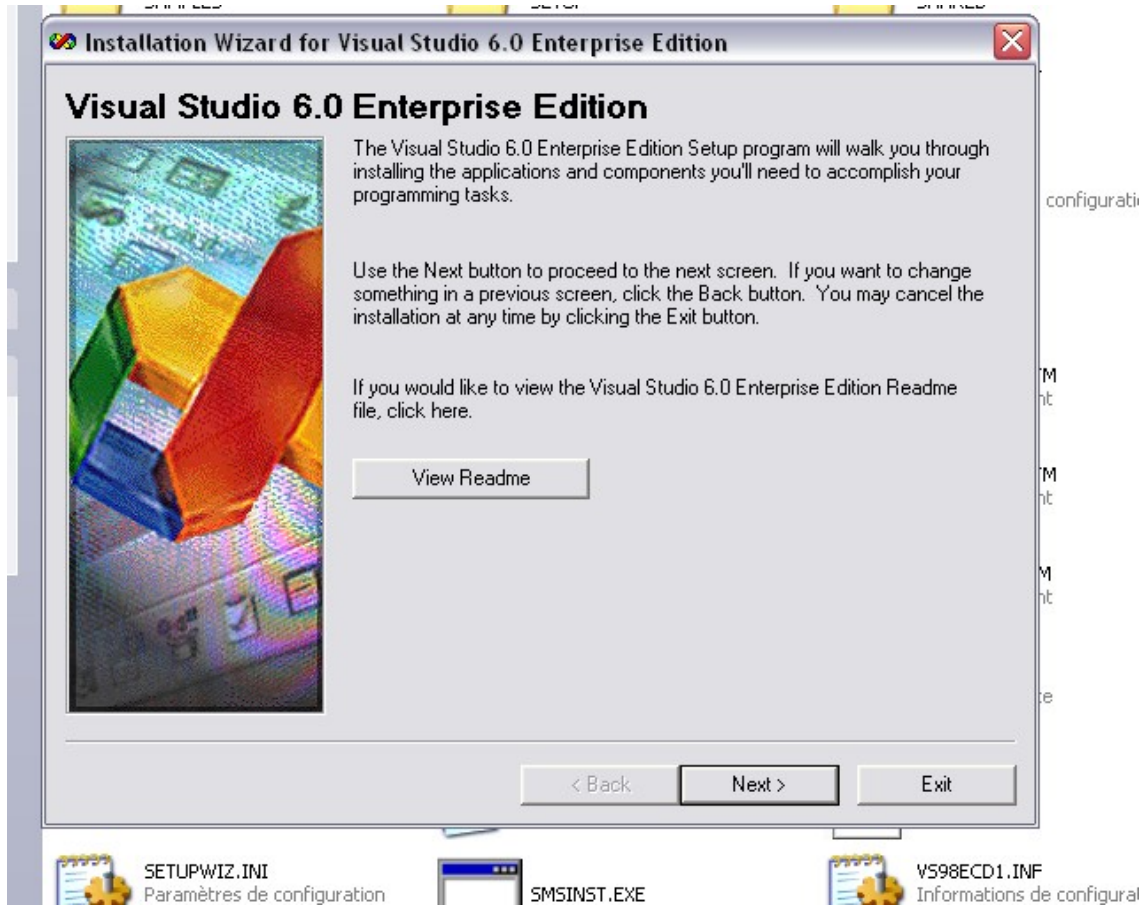 Installation Wizard for Visual Studio 6.0 Enterprise Edition
Visual Studio 6.0 Enterprise Edition
The Visual Studio 6.0 Enterprise Edition Setup program will walk you through
installing the applications and components you'll need to accomplish your
programming tasks.
configurati
Use the Next button to proceed to the next screen. If you want to change
something in a previous screen, click the Back button. You may cancel the
installation at any time by clicking the Exit button.
If you would like to view the Visual Studio 6.0 Enterprise Edition Readme
file, click here.
View Readme
< Back
Next >
Exit
SETUPWIZ.INI
Paramètres de configuration
SMSINST.EXE
VS98ECD1.INF
Informations de configurat